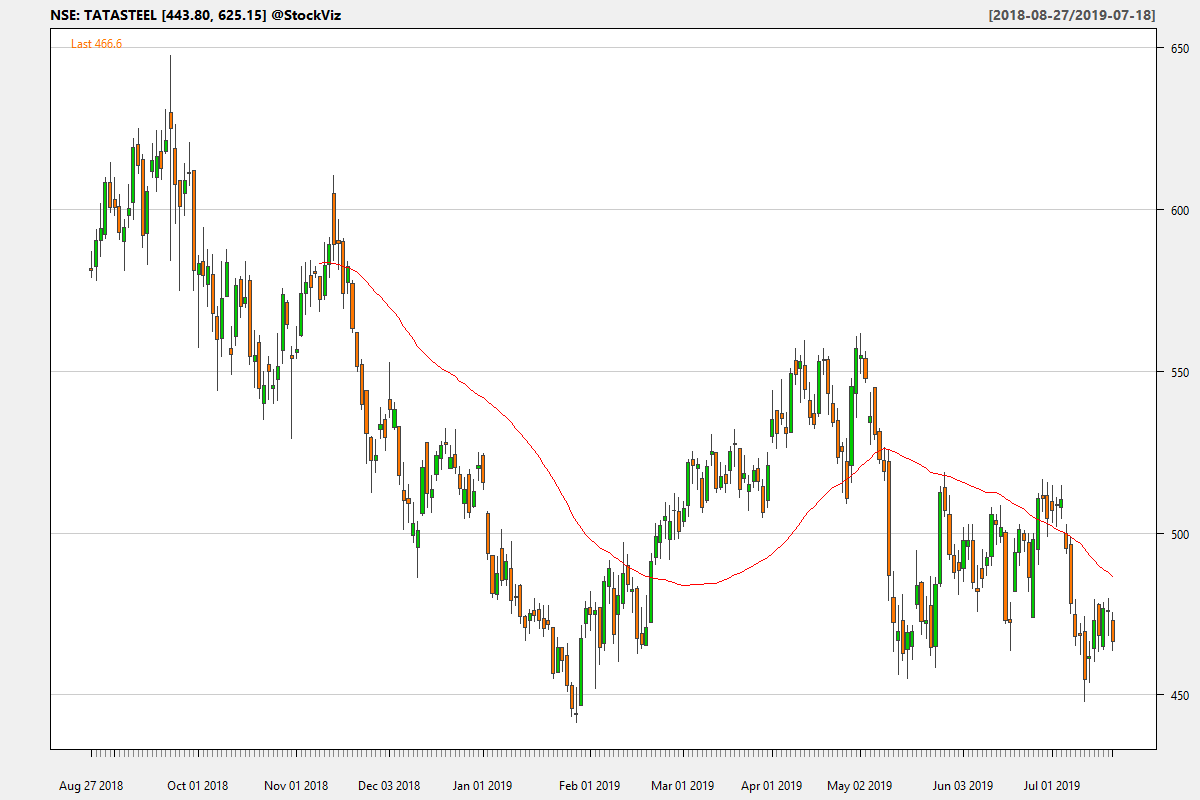 NSE: TATASTEEL [443.80, 625.15] @StockViz [2018-08-27/2019-07-18]
Last 466.6
650
600
550
500
450
Aug 27 2018 Oct 01 2018 Nov 01 2018 Dec 03 2018 Jan 01 2019 Feb 01 2019 Mar 01 2019 Apr 01 2019 May 02 2019 Jun 03 2019 Jul 01 2019